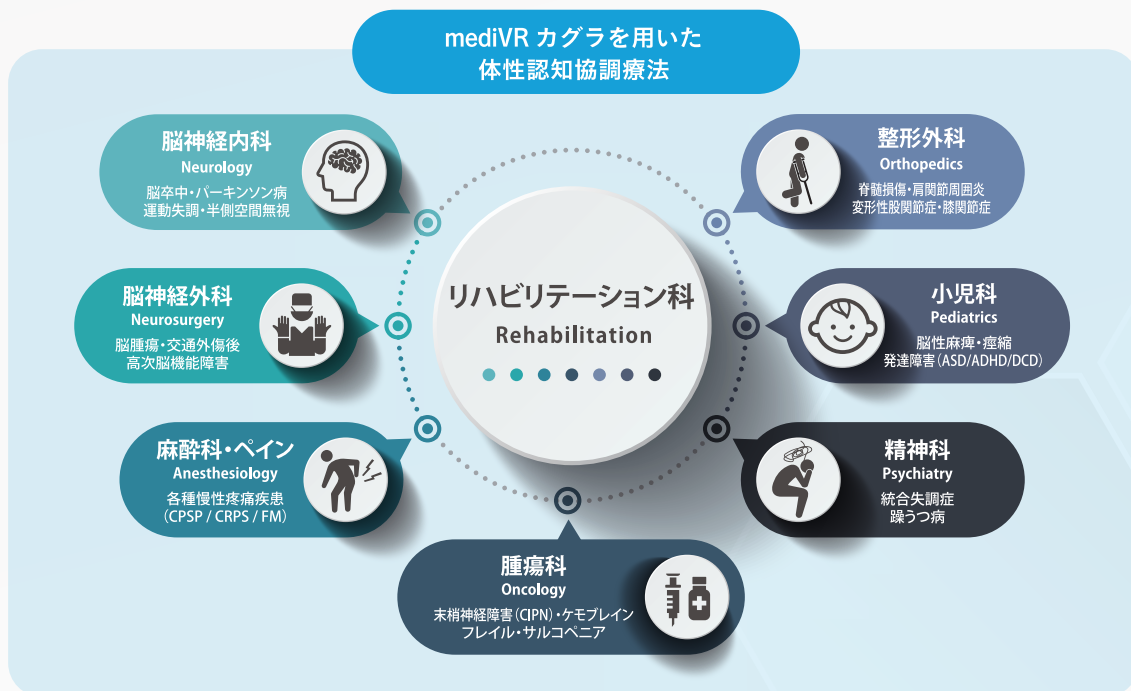 mediVR カグラを用いた
体性認知協調療法
脳神経内科
Neurology
脳卒中・パーキンソン病
運動失調・半側空間無視
整形外科
Orthopedics
脊髄損傷・肩関節周囲炎
変形性股関節症・膝関節症
脳神経外科
Neurosurgery
脳腫瘍・交通外傷後
高次脳機能障害
リハビリテーション科
Rehabilitation
小児科
Pediatrics
脳性麻痺・痙縮
発達障害(ASD/ADHD/DCD)
麻酔科・ペイン
Anesthesiology
各種慢性疼痛疾患
(CPSP / CRPS / FM)
精神科
Psychiatry
統合失調症
躁うつ病
腫瘍科
Oncology
末梢神経障害(CIPN)・ケモブレイン
フレイル・サルコペニア